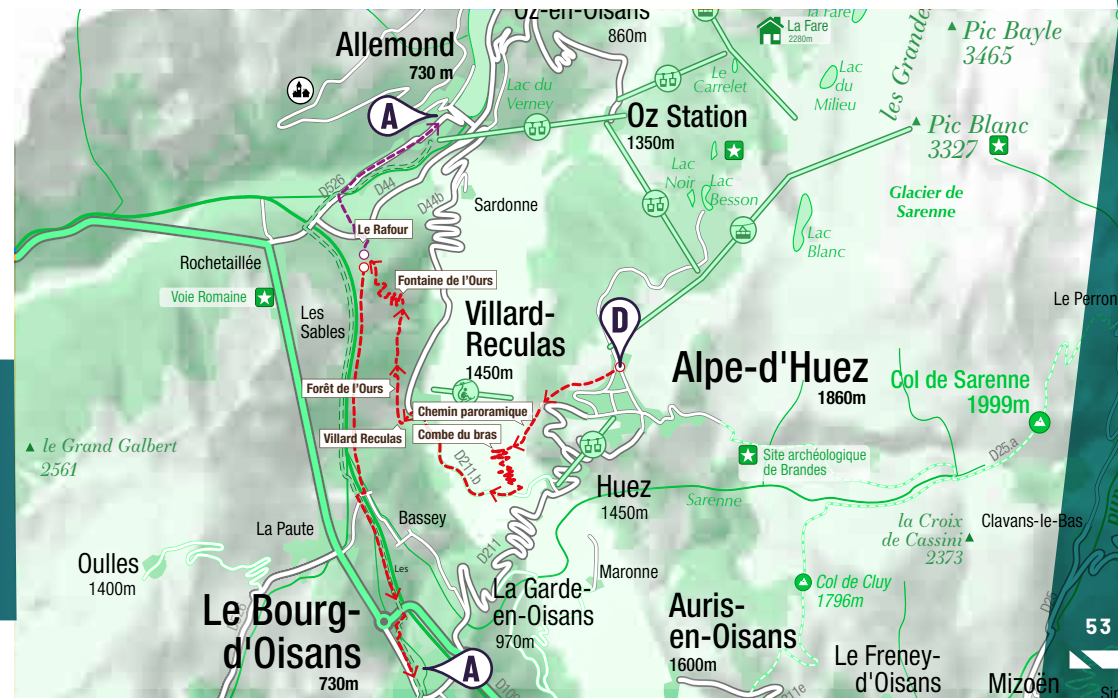 Oz-en-Oisans
860m
la Fare
La Fare
2280m
les Grandes
Pic Bayle
3465
Allemond
730 m
A
Lac du
Verney
Le
Carrelet
Lac
du
Milieu
Oz Station
1350m
Pic Blanc
3327
D526
D44
D44b
Sardonne
Lac
Noir
Lac
Besson
Glacier de
Sarenne
Le Rafour
Lac
Blanc
Rochetaillée
Voie Romaine
Fontaine de l'Ours
Les
Sables
Villard-
Reculas
1450m
D
Le Perron
Forêt de l'Ours
Alpe-d'Huez
1860m
Col de Sarenne
1999m
Chemin paroramique
Villard Reculas
Combe du bras
le Grand Galbert
2561
D211.b
Site archéologique
de Brandes
D25.a
Huez
1450m
Sarenne
La Paute
Bassey
D211
la Croix
de Cassini
2373
Clavans-le-Bas
Oulles
1400m
Les
Maronne
Col de Cluy
1796m
Le Bourg-
d'Oisans
730m
La Garde-
en-Oisans
970m
Auris-
en-Oisans
1600m
D25
53
A
Le Freney-
d'Oisans
Mizoën